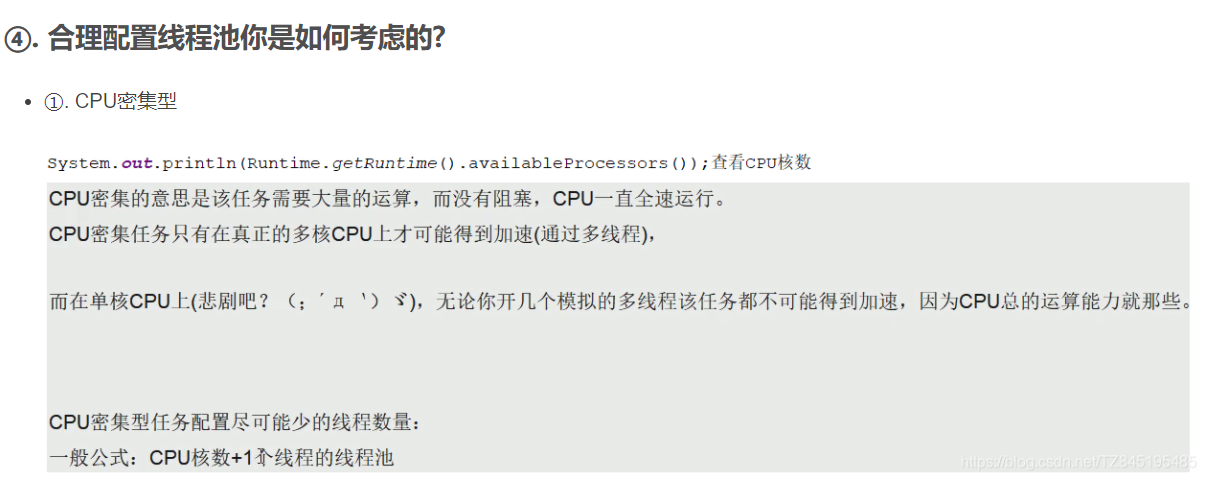 ④. 合理配置线程池你是如何考虑的?
• ①. CPU密集型
System.out.println(Runtime.getRuntime().availableProcessors());查看CPU核数
CPU密集的意思是该任务需要大量的运算，而没有阻塞，CPU一直全速运行。
CPU密集任务只有在真正的多核CPU上才可能得到加速(通过多线程)，
而在单核CPU上(悲剧吧？（；´д｀）ゞ)，无论你开几个模拟的多线程该任务都不可能得到加速，因为CPU总的运算能力就那些。
CPU密集型任务配置尽可能少的线程数量：
一般公式：CPU核数+1个线程的线程池
https://blog.csdn.net/TZ845195485